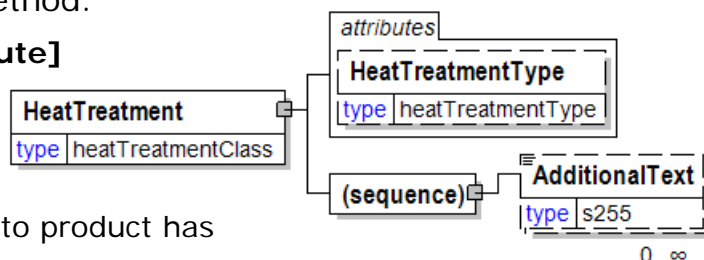 ethod.
ute]
attributes
HeatTreatmentType
type heatTreatmentType
HeatTreatment
type heatTreatmentClass
(sequence)
AdditionalText
type s255
to product has
0 ∞